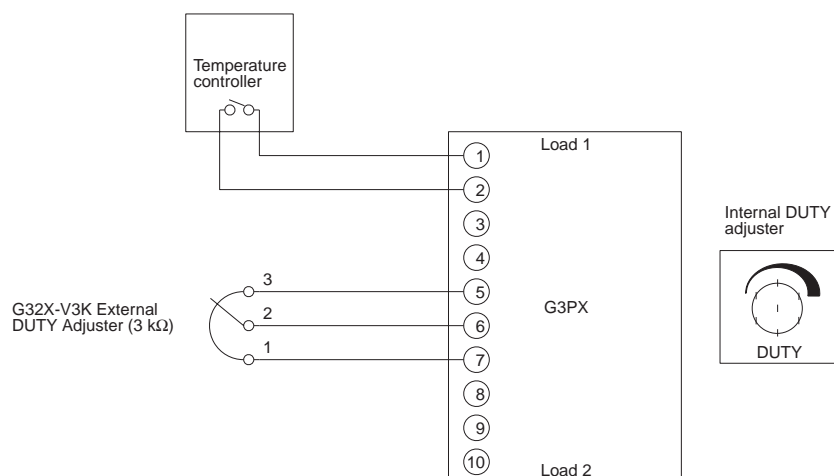 Temperature
controller
Load 1
1
2
3
4
5
6
7
8
9
10
G3PX
Load 2
3
2
1
G32X-V3K External
DUTY Adjuster (3 kΩ)
Internal DUTY
adjuster
DUTY